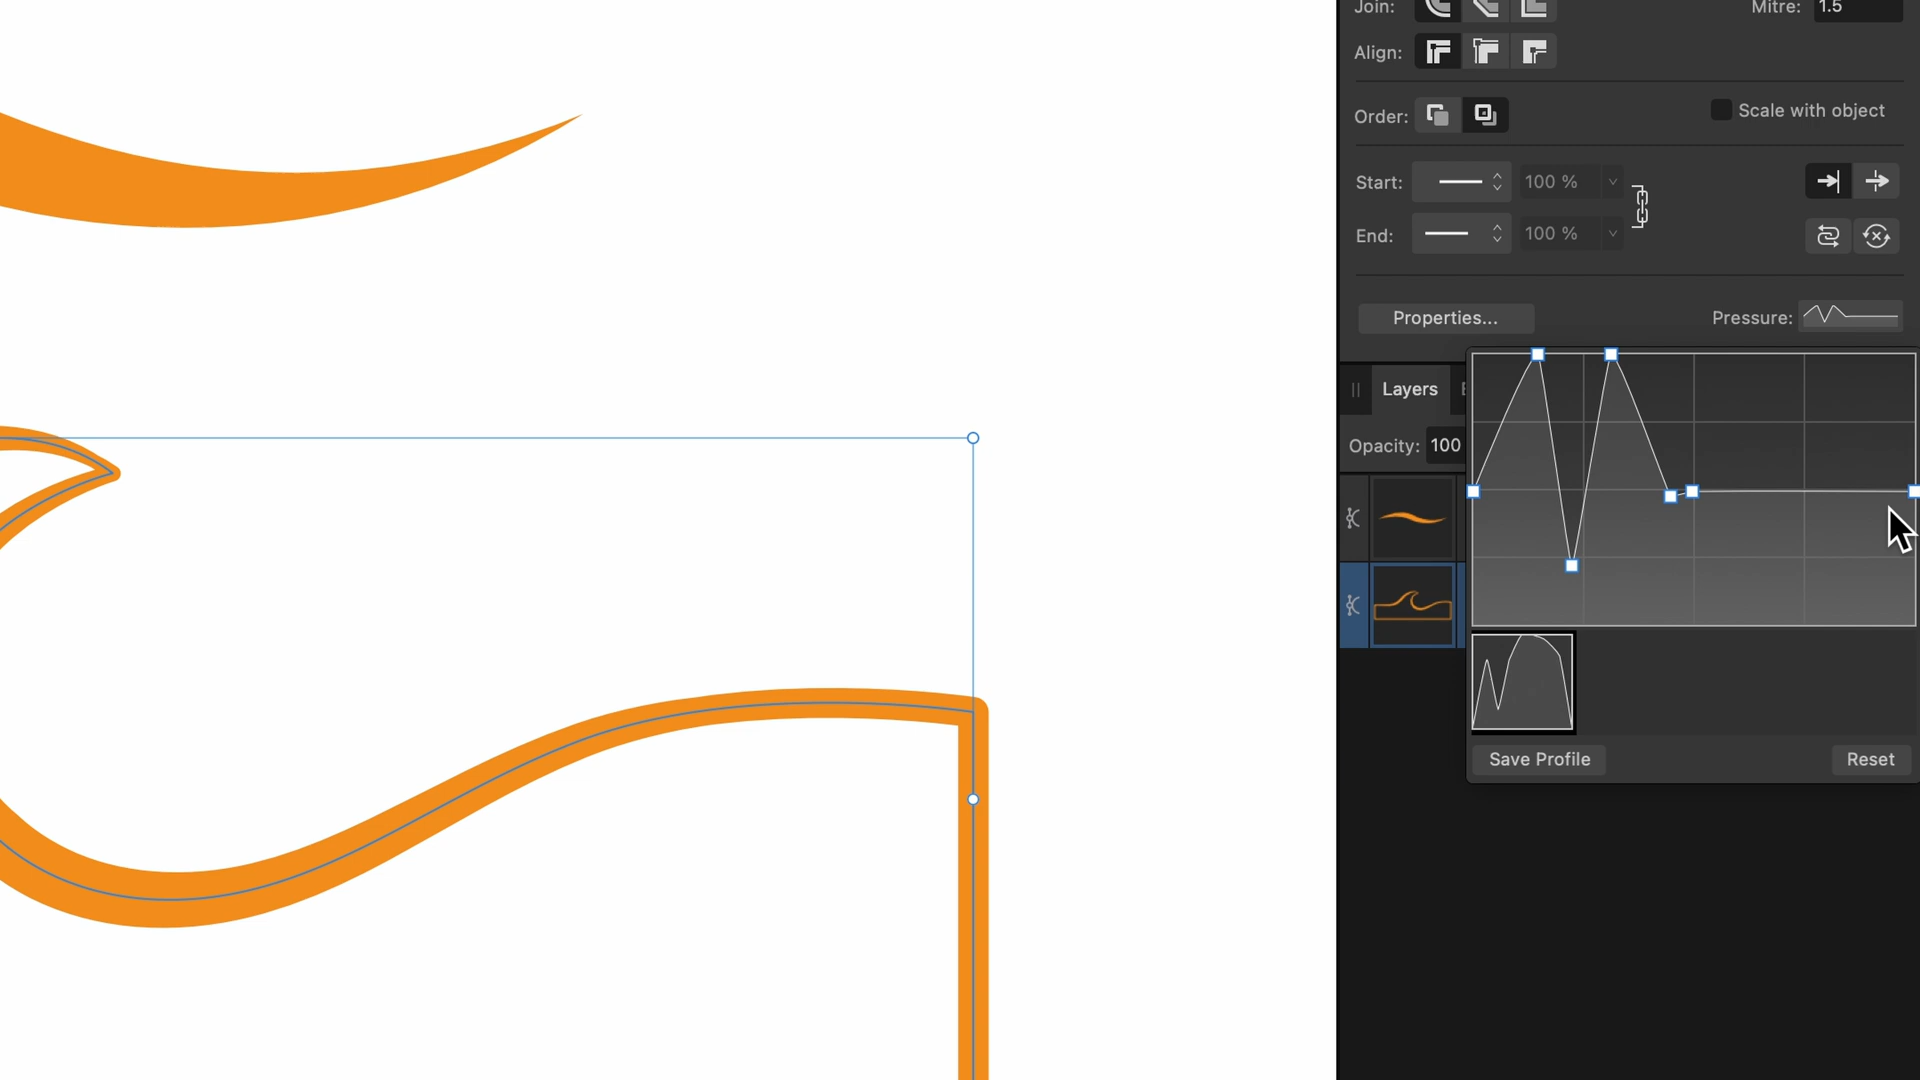 Join:
Mitre: 1.5
Align:
Order:
Scale with object
Start: 100 %
End: 100 %
Properties...
Pressure:
Layers
Opacity: 100
Save Profile
Reset